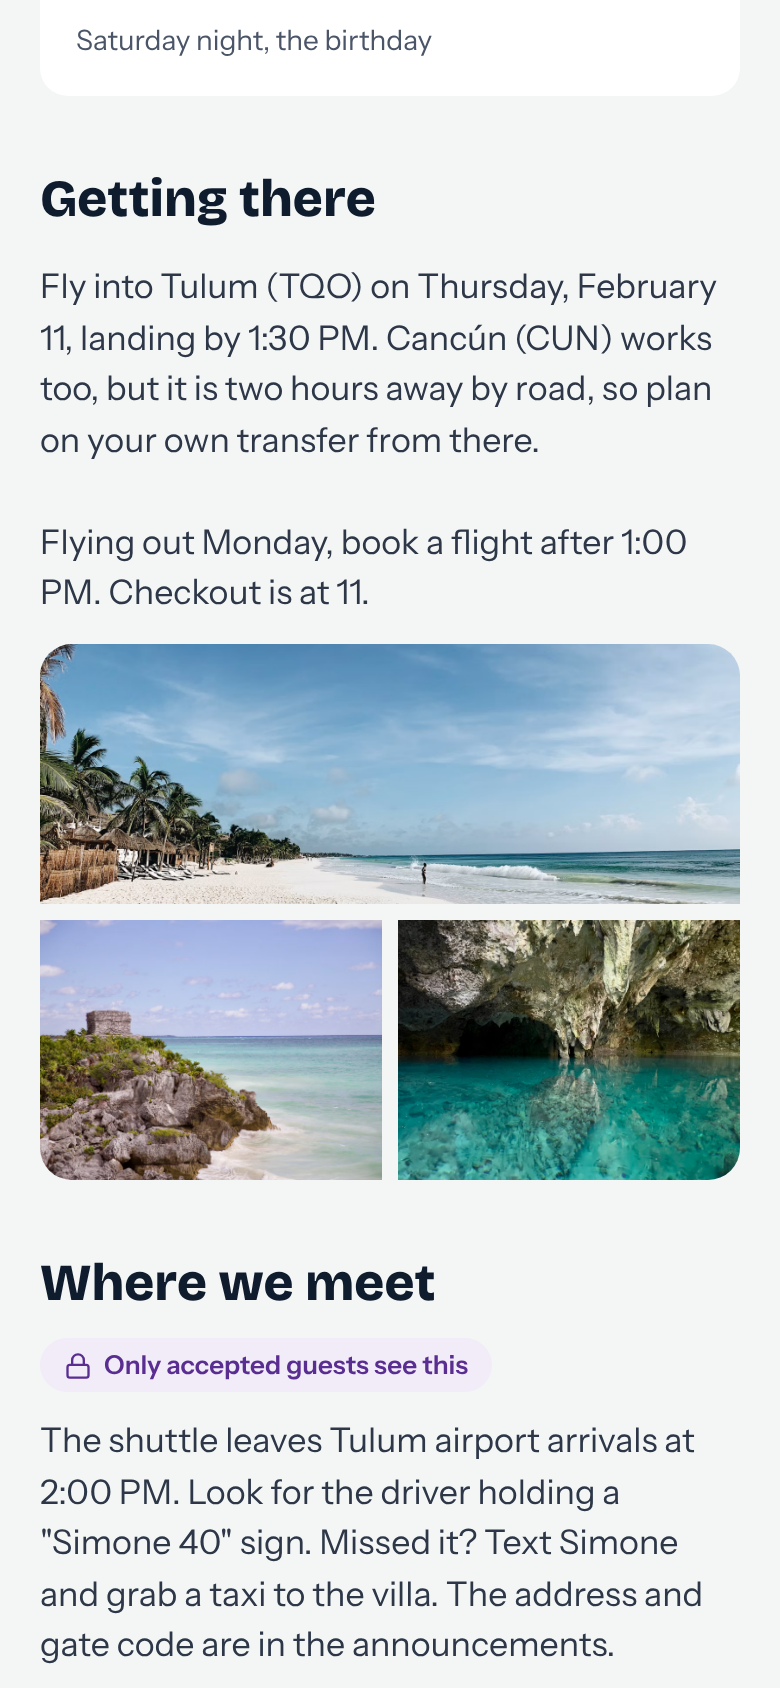 Saturday night, the birthday
Getting there
Fly into Tulum (TQO) on Thursday, February
11, landing by 1:30 PM. Cancún (CUN) works
too, but it is two hours away by road, so plan
on your own transfer from there.
Flying out Monday, book a flight after 1:00
PM. Checkout is at 11.
Where we meet
Only accepted guests see this
The shuttle leaves Tulum airport arrivals at
2:00 PM. Look for the driver holding a
"Simone 40" sign. Missed it? Text Simone
and grab a taxi to the villa. The address and
gate code are in the announcements.